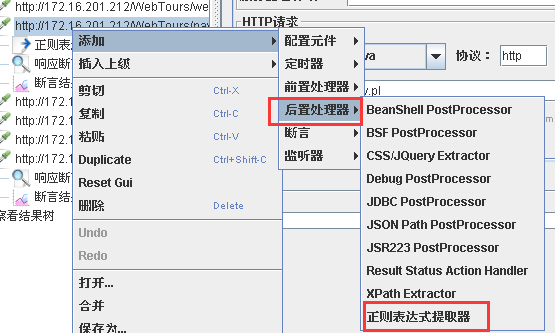 http://172.16.201.212/WebTours/we
http://172.16.201.212/WebTours/na
正则表
响应断
断言结
http://172.1
http://172.1
http://172.1
响应断
断言结
察看结果树
HTTP请求
va
协议：
http
.pl
添加
插入上级
剪切 Ctrl-X
复制 Ctrl-C
粘贴 Ctrl-V
Duplicate Ctrl+Shift-C
Reset Gui
删除 Delete
Undo
Redo
打开...
合并
保存为...
配置元件
定时器
前置处理器
后置处理器
断言
监听器
BeanShell PostProcessor
BSF PostProcessor
CSS/JQuery Extractor
Debug PostProcessor
JDBC PostProcessor
JSON Path PostProcessor
JSR223 PostProcessor
Result Status Action Handler
XPath Extractor
正则表达式提取器